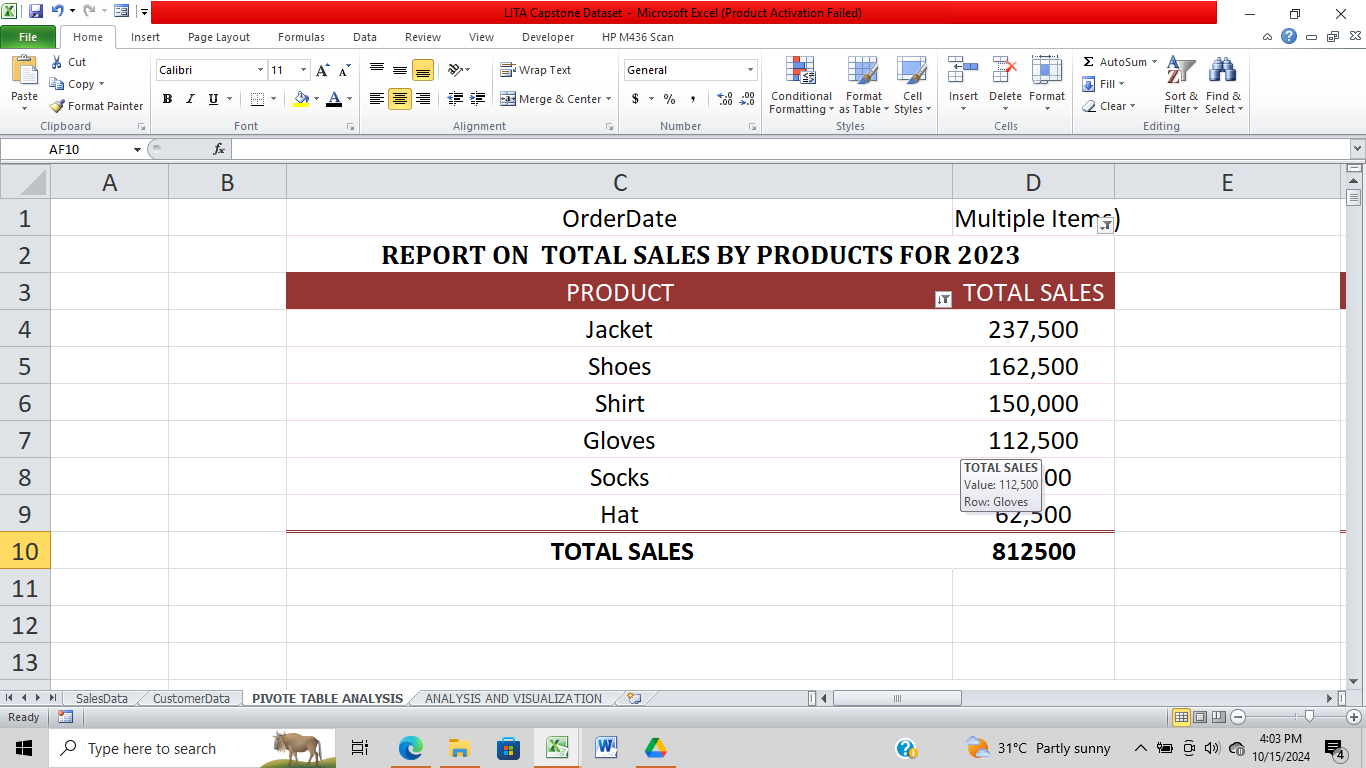 LITA Capstone Dataset - Microsoft Excel (Product Activation Failed)
File Home Insert Page Layout Formulas Data Review View Developer HP M436 Scan
Paste
Cut
Copy
Format Painter
Clipboard
Calibri 11
B I U
Font
Wrap Text
Merge & Center
Alignment
General
$ % ,
Number
Conditional Formatting
Format as Table
Cell Styles
Styles
Insert Delete Format
Cells
AutoSum
Fill
Clear
Sort & Filter
Find & Select
Editing
AF10 fx
A B C D E
1 OrderDate Multiple Items)
2 REPORT ON TOTAL SALES BY PRODUCTS FOR 2023
3 PRODUCT TOTAL SALES
4 Jacket 237,500
5 Shoes 162,500
6 Shirt 150,000
7 Gloves 112,500
8 Socks 00
9 Hat 62,500
10 TOTAL SALES 812500
11
12
13
TOTAL SALES
Value: 112,500
Row: Gloves
SalesData CustomerData PIVOTE TABLE ANALYSIS ANALYSIS AND VISUALIZATION
Ready
Type here to search
31°C Partly sunny
4:03 PM
10/15/2024
4